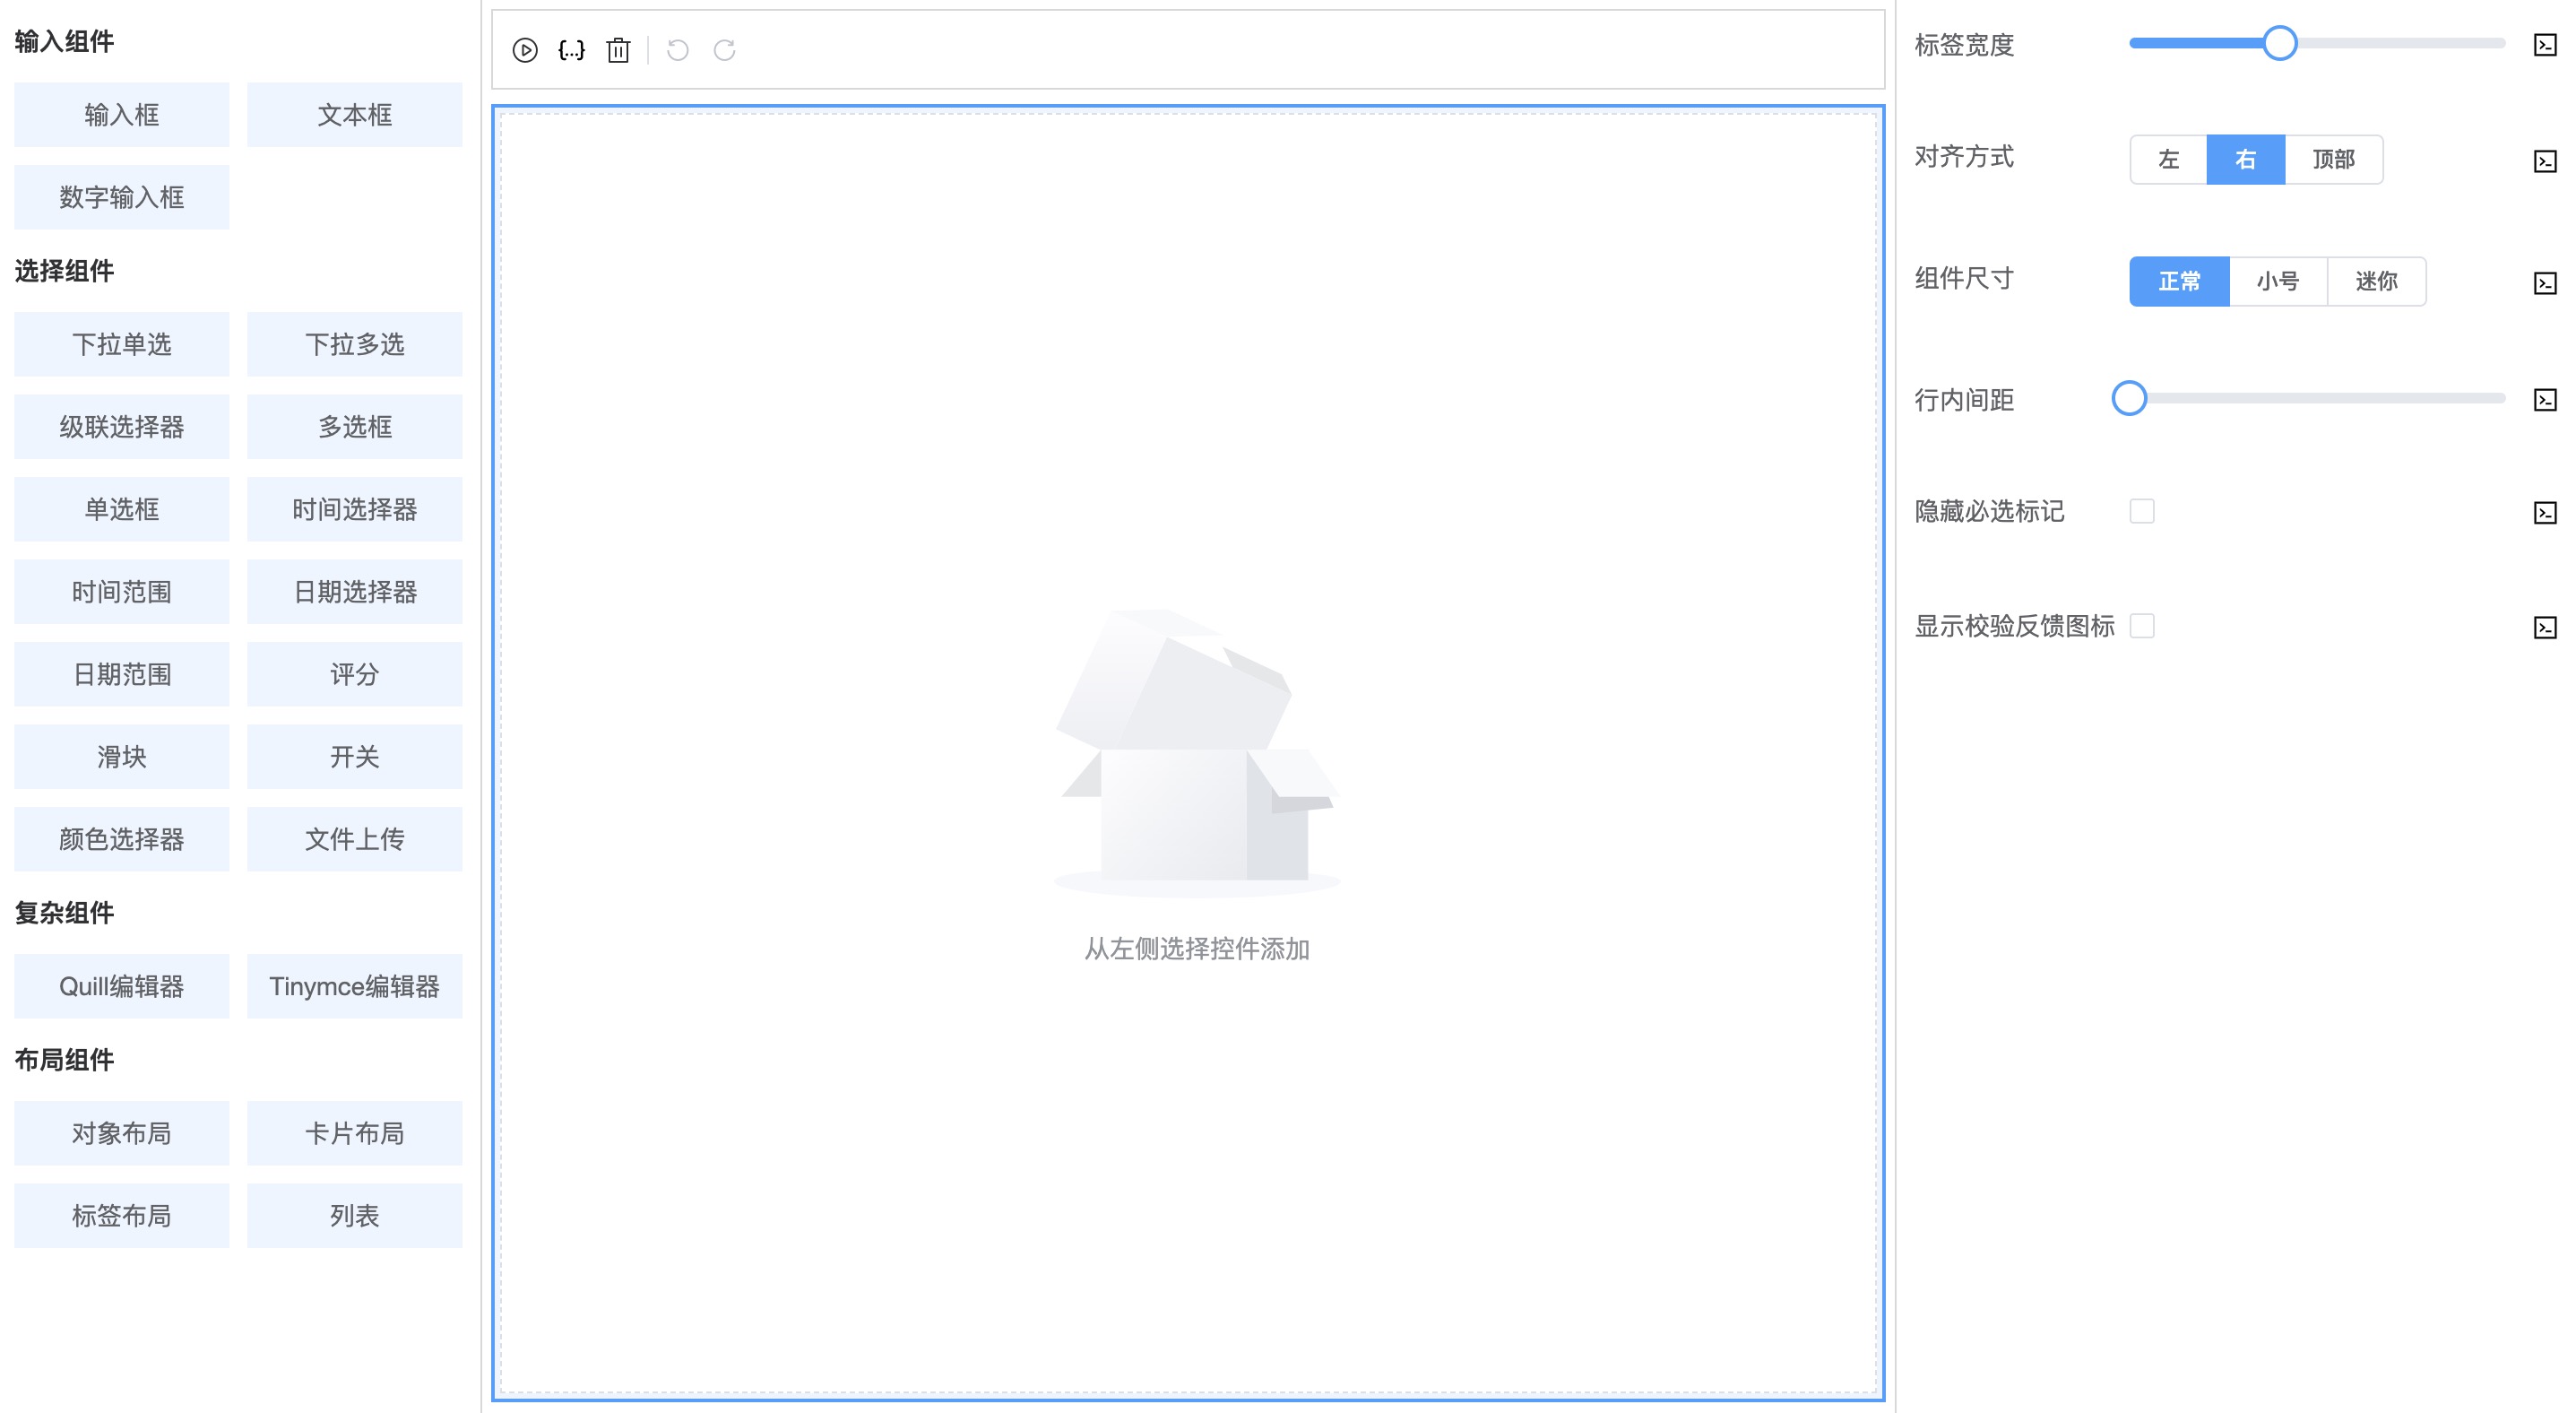 输入组件
输入框
文本框
数字输入框
选择组件
下拉单选
下拉多选
级联选择器
多选框
单选框
时间选择器
时间范围
日期选择器
日期范围
评分
滑块
开关
颜色选择器
文件上传
复杂组件
Quill编辑器
Tinymce编辑器
布局组件
对象布局
卡片布局
标签布局
列表
{...}
从左侧选择控件添加
标签宽度
对齐方式
左
右
顶部
组件尺寸
正常
小号
迷你
行内间距
隐藏必选标记
显示校验反馈图标